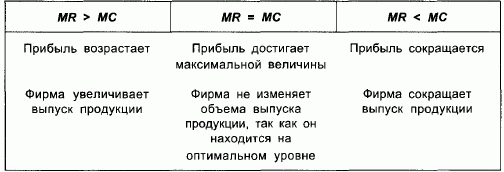 MR > MC
MR = MC
MR < MC
Прибыль возрастает
Прибыль достигает
максимальной величины
Прибыль сокращается
Фирма увеличивает
выпуск продукции
Фирма не изменяет
объема выпуска
продукции, так как он
находится на
оптимальном уровне
Фирма сокращает
выпуск продукции